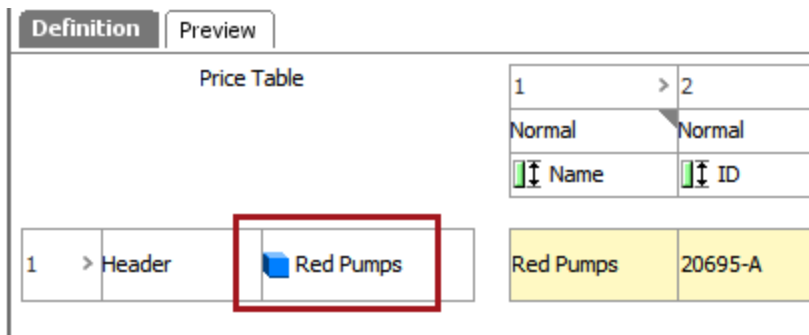 Definition Preview
Price Table
1 > 2
Normal Normal
Name ID
1 > Header Red Pumps Red Pumps 20695-A